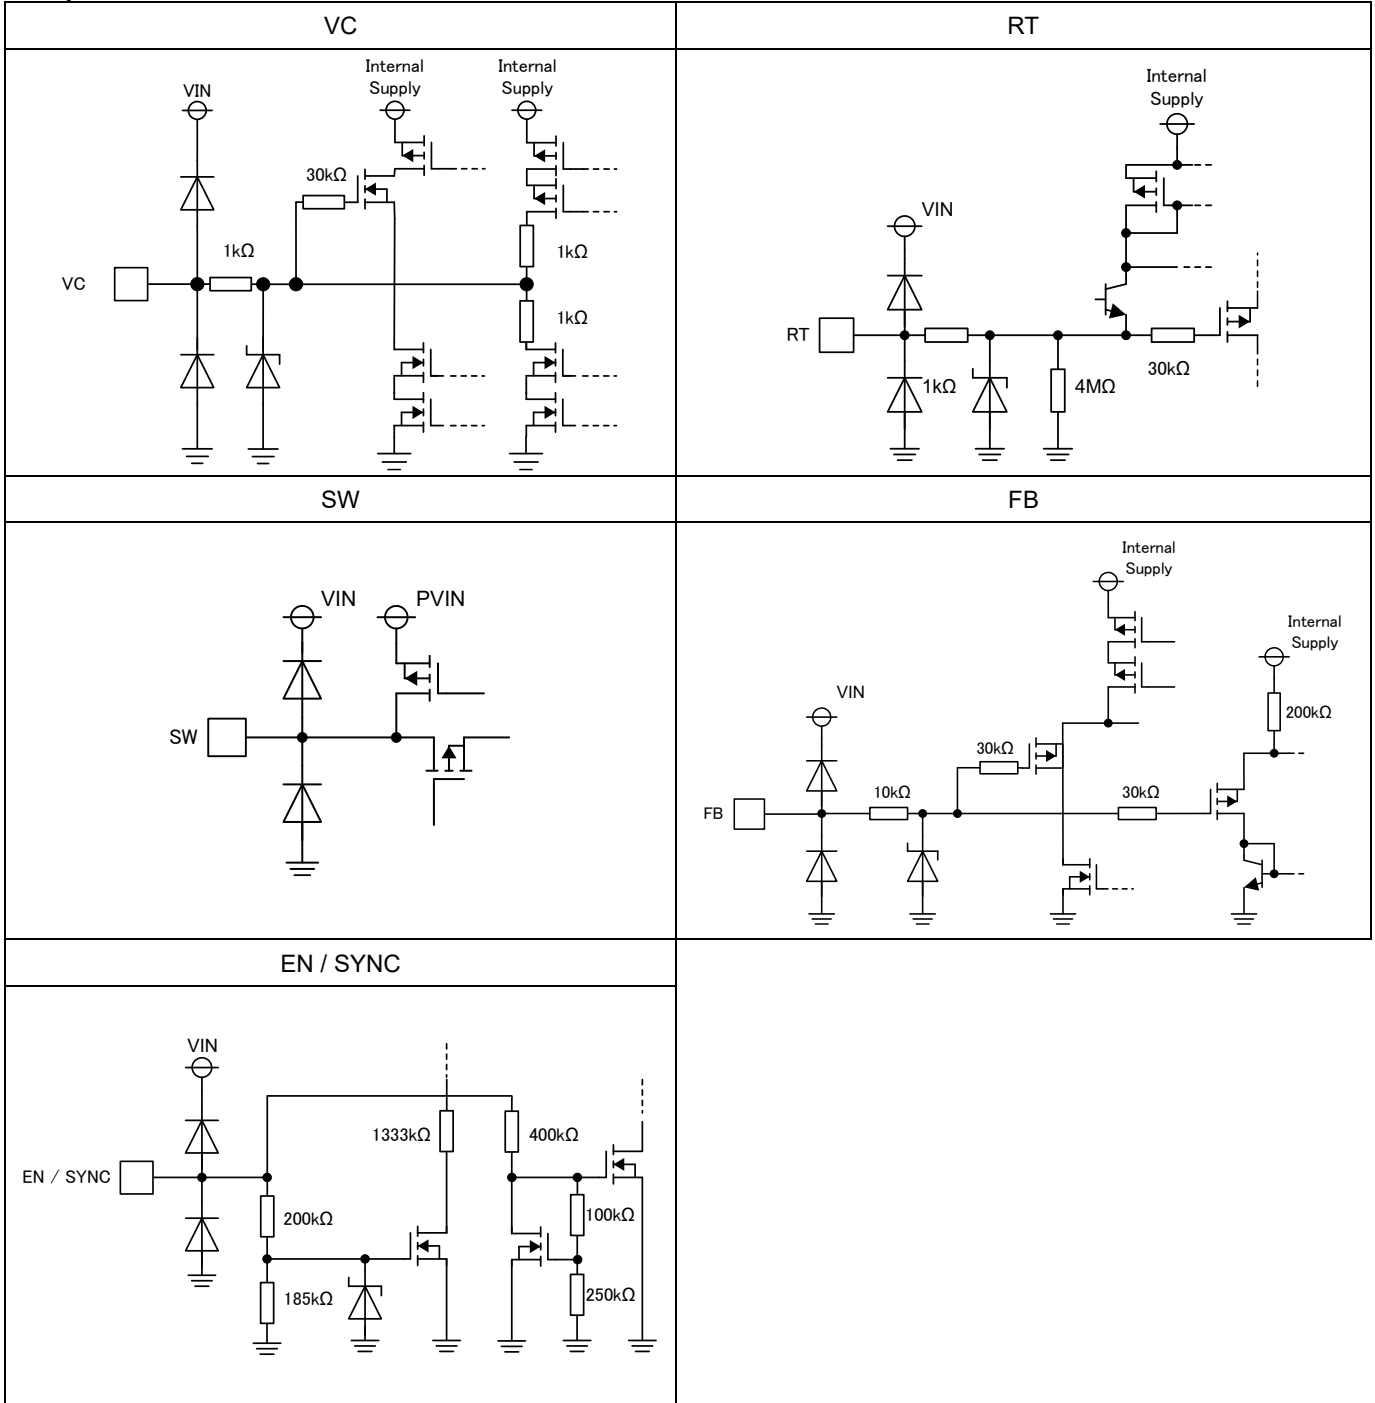 VC
RT
Internal
Supply
Internal
Supply
VIN
30kΩ
1kΩ
1kΩ
VC
1kΩ
Internal
Supply
VIN
RT
1kΩ
4MΩ
30kΩ
SW
FB
VIN
PVIN
SW
Internal
Supply
Internal
Supply
VIN
200kΩ
30kΩ
10kΩ
30kΩ
FB
EN / SYNC
VIN
1333kΩ
400kΩ
EN / SYNC
200kΩ
100kΩ
185kΩ
250kΩ